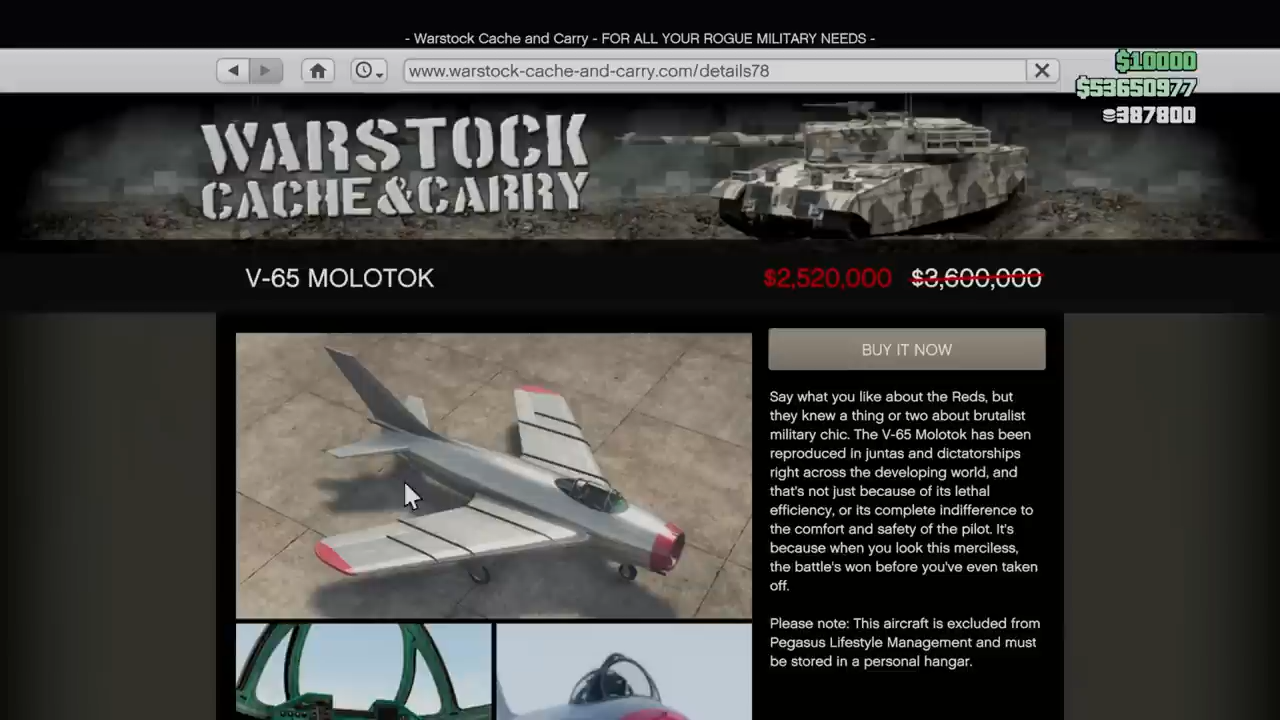 - Warstock Cache and Carry - FOR ALL YOUR ROGUE MILITARY NEEDS -
www.warstock-cache-and-carry.com/details78
$10000
$53650977
387800
WARSTOCK
CACHE&CARRY
V-65 MOLOTOK
$2,520,000 $3,600,000
BUY IT NOW
Say what you like about the Reds, but
they knew a thing or two about brutalist
military chic. The V-65 Molotok has been
reproduced in juntas and dictatorships
right across the developing world, and
that's not just because of its lethal
efficiency, or its complete indifference to
the comfort and safety of the pilot. It's
because when you look this merciless,
the battle's won before you've even taken
off.
Please note: This aircraft is excluded from
Pegasus Lifestyle Management and must
be stored in a personal hangar.